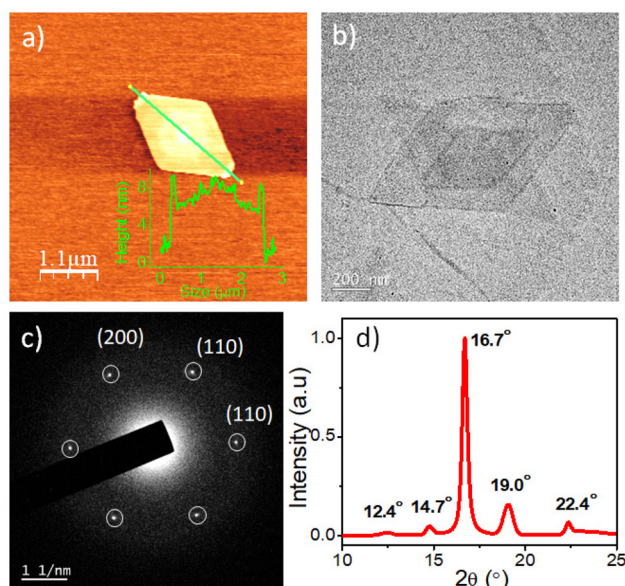 a)
Height (nm)
8
4
0
0 1 2 3
Size (µm)
1.1µm
b)
200 nm
c)
(200)
(110)
(110)
1 1/nm
d)
Intensity (a.u)
1.0
0.5
0.0
16.7°
19.0°
12.4°
14.7°
22.4°
10 15 20 25
2θ (°)